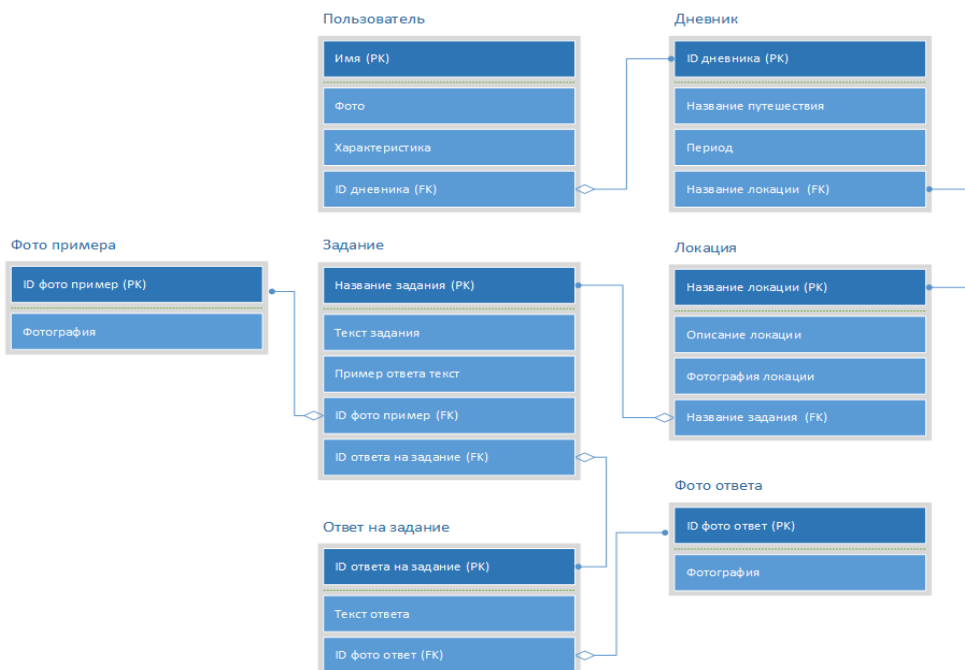 Пользователь
Имя (PK)
Фото
Характеристика
ID дневника (FK)
Дневник
ID дневника (PK)
Название путешествия
Период
Название локации (FK)
Фото примера
ID фото пример (PK)
Фотография
Задание
Название задания (PK)
Текст задания
Пример ответа текст
ID фото пример (FK)
ID ответа на задание (FK)
Локация
Название локации (PK)
Описание локации
Фотография локации
Название задания (FK)
Ответ на задание
ID ответа на задание (PK)
Текст ответа
ID фото ответ (FK)
Фото ответа
ID фото ответ (PK)
Фотография